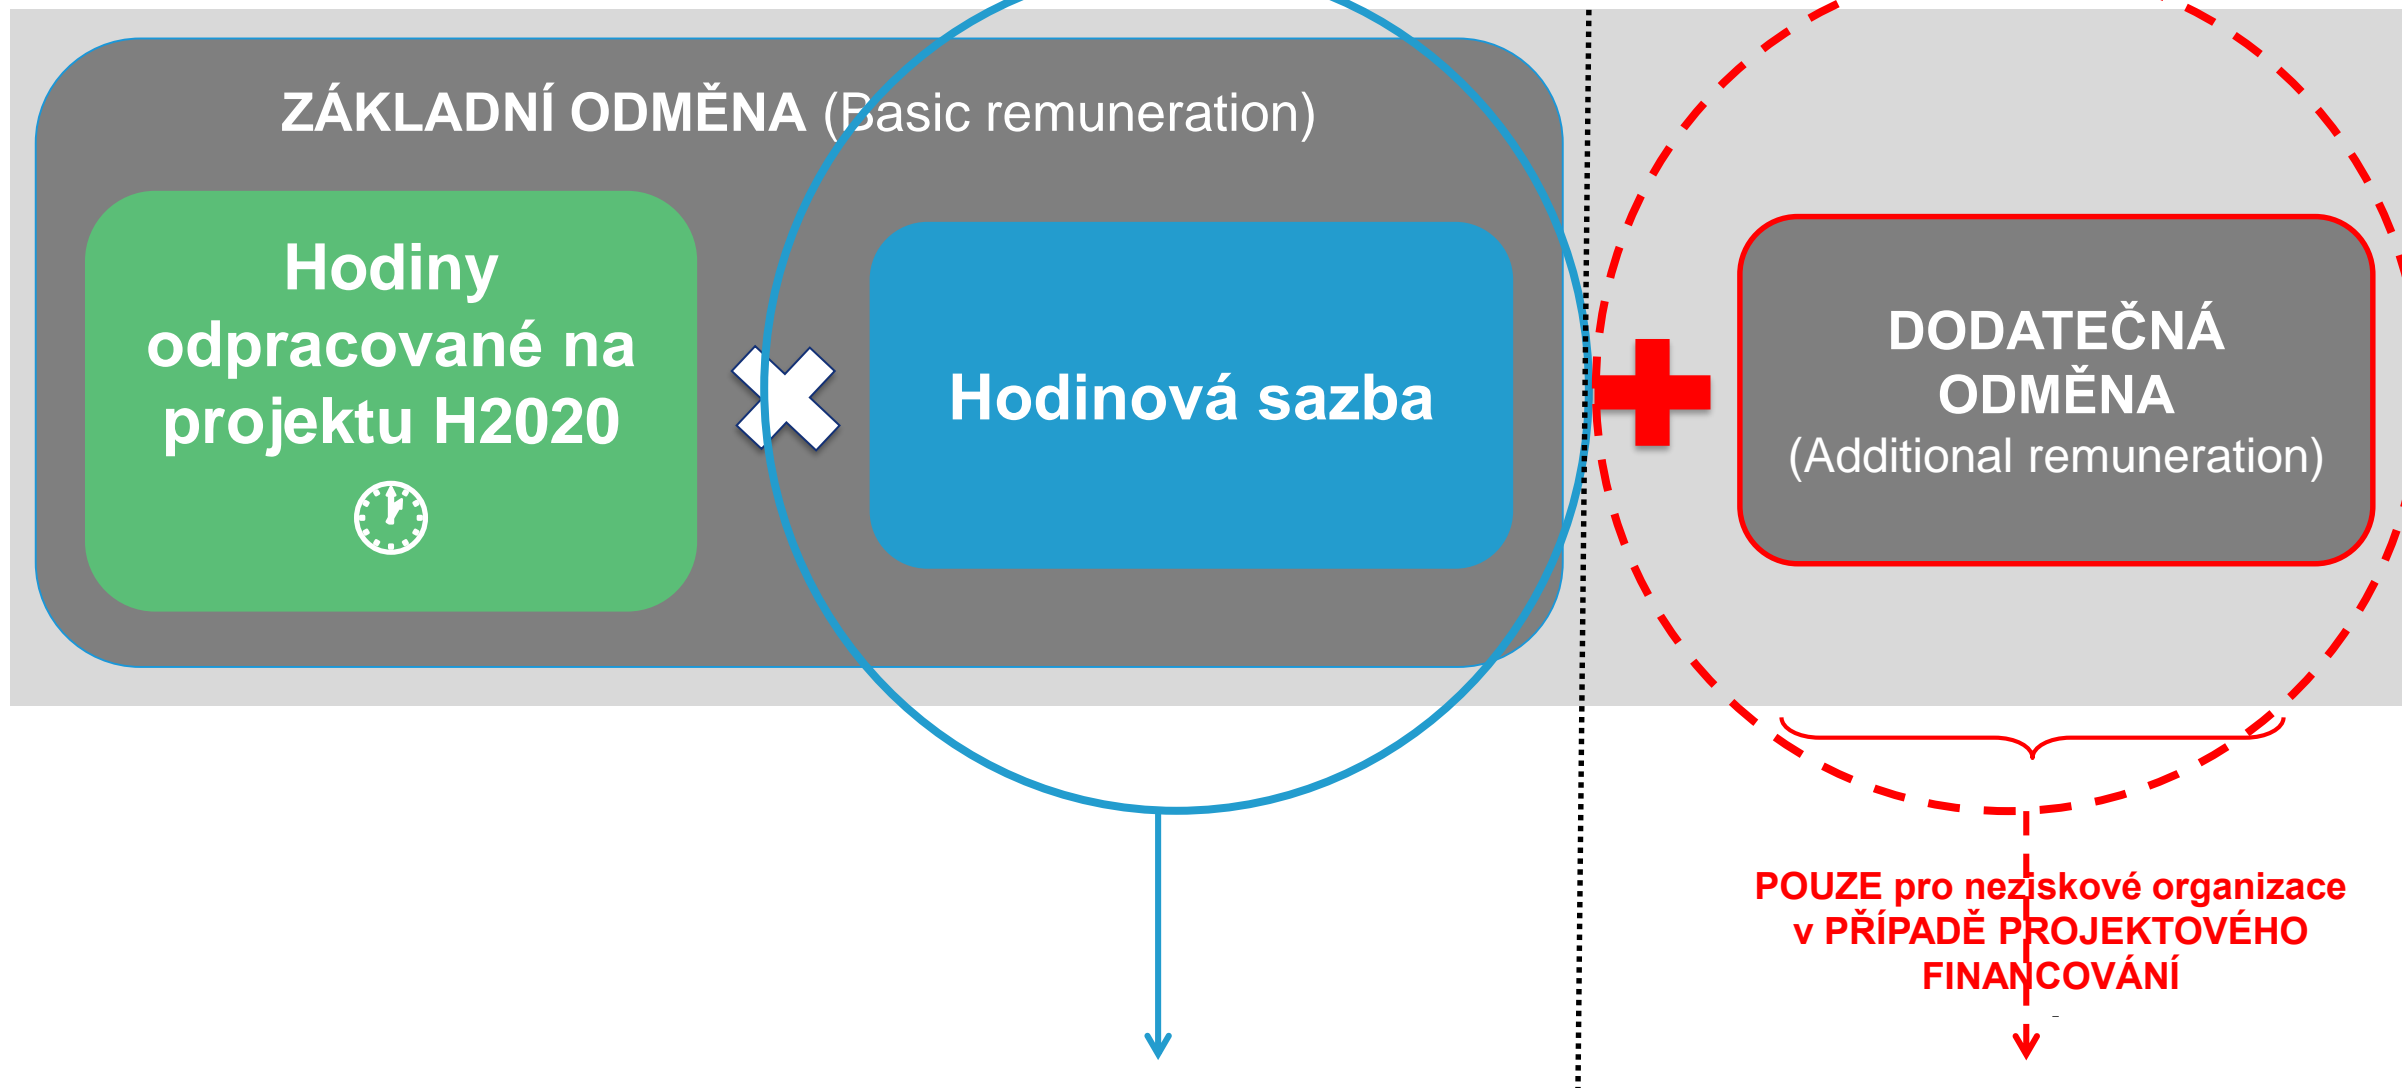 ZÁKLADNÍ ODMĚNA (Basic remuneration)
Hodiny
odpracované na
projektu H2020
Hodinová sazba
DODATEČNÁ
ODMĚNA
(Additional remuneration)
POUZE pro neziskové organizace
v PŘÍPADĚ PROJEKTOVÉHO
FINANCOVÁNÍ